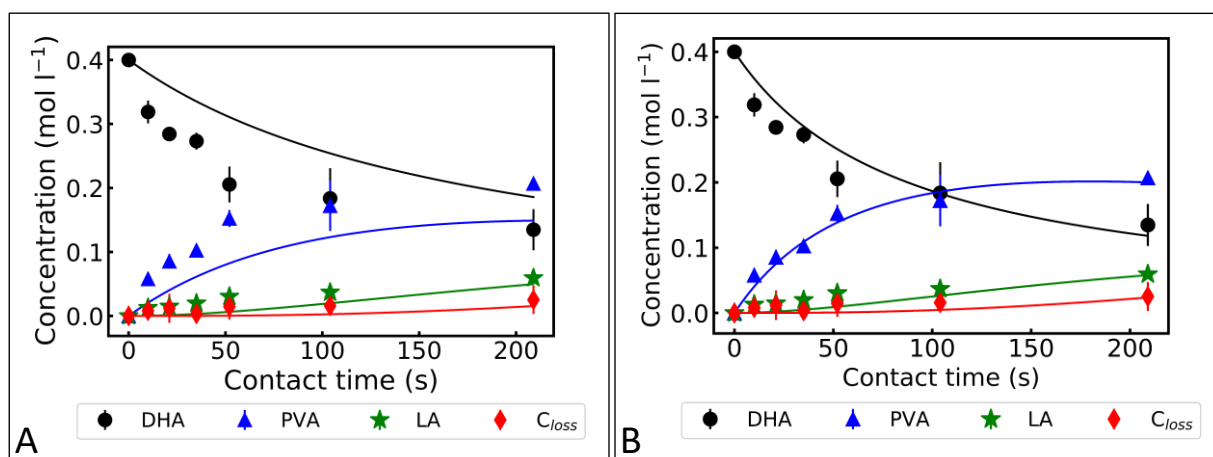 Concentration (mol l⁻¹)
0.4
0.3
0.2
0.1
0.0
0 50 100 150 200
Contact time (s)
DHA PVA LA C_loss
A
Concentration (mol l⁻¹)
0.4
0.3
0.2
0.1
0.0
0 50 100 150 200
Contact time (s)
DHA PVA LA C_loss
B